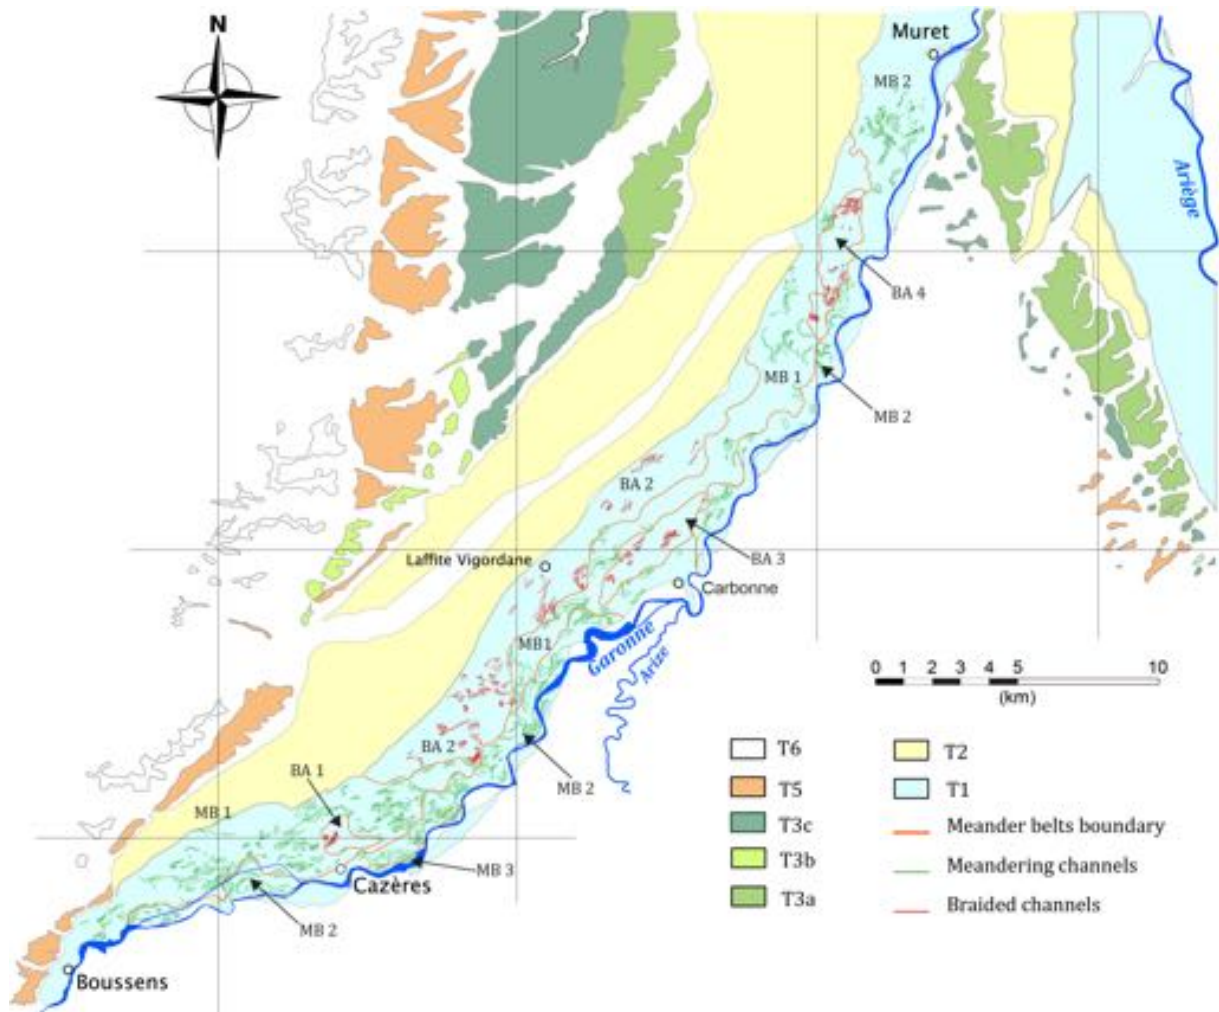 N
Muret
MB 2
Ariège
BA 4
MB 1
MB 2
BA 2
BA 3
Laffite Vigordane
Carbonne
Garonne
Arize
MB1
BA 2
MB 2
BA 1
MB 1
MB 3
Cazères
MB 2
Boussens
0 1 2 3 4 5 10
(km)
T6
T5
T3c
T3b
T3a
T2
T1
Meander belts boundary
Meandering channels
Braided channels